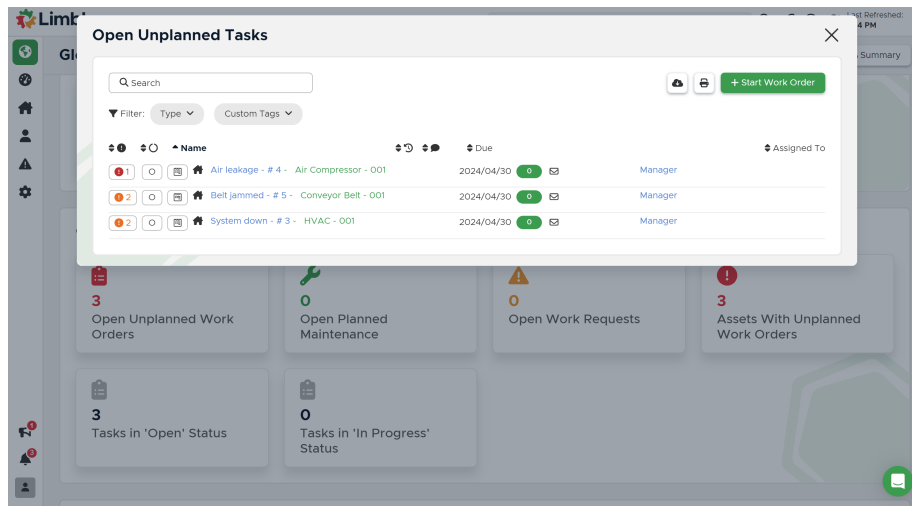 Limbl
Last Refreshed:
4 PM
Gl
Summary
Open Unplanned Tasks
Search
+ Start Work Order
Filter: Type Custom Tags
Name Due Assigned To
1 Air leakage - # 4 - Air Compressor - 001 2024/04/30 0 Manager
2 Belt jammed - # 5 - Conveyor Belt - 001 2024/04/30 0 Manager
2 System down - # 3 - HVAC - 001 2024/04/30 0 Manager
3 0 0 3
Open Unplanned Work Open Planned Open Work Requests Assets With Unplanned
Orders Maintenance Work Orders
3 0
Tasks in 'Open' Status Tasks in 'In Progress'
Status
1
3